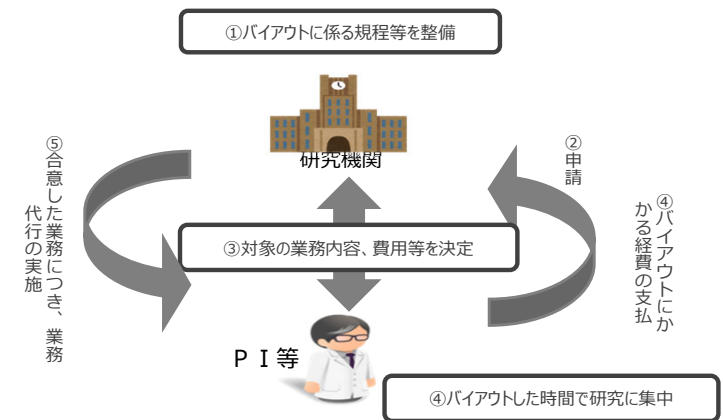 ①バイアウトに係る規程等を整備
研究機関
②申請
④バイアウトにか
かる経費の支払
③対象の業務内容、費用等を決定
⑤合意した業務につき、業務
代行の実施
ＰＩ等
④バイアウトした時間で研究に集中